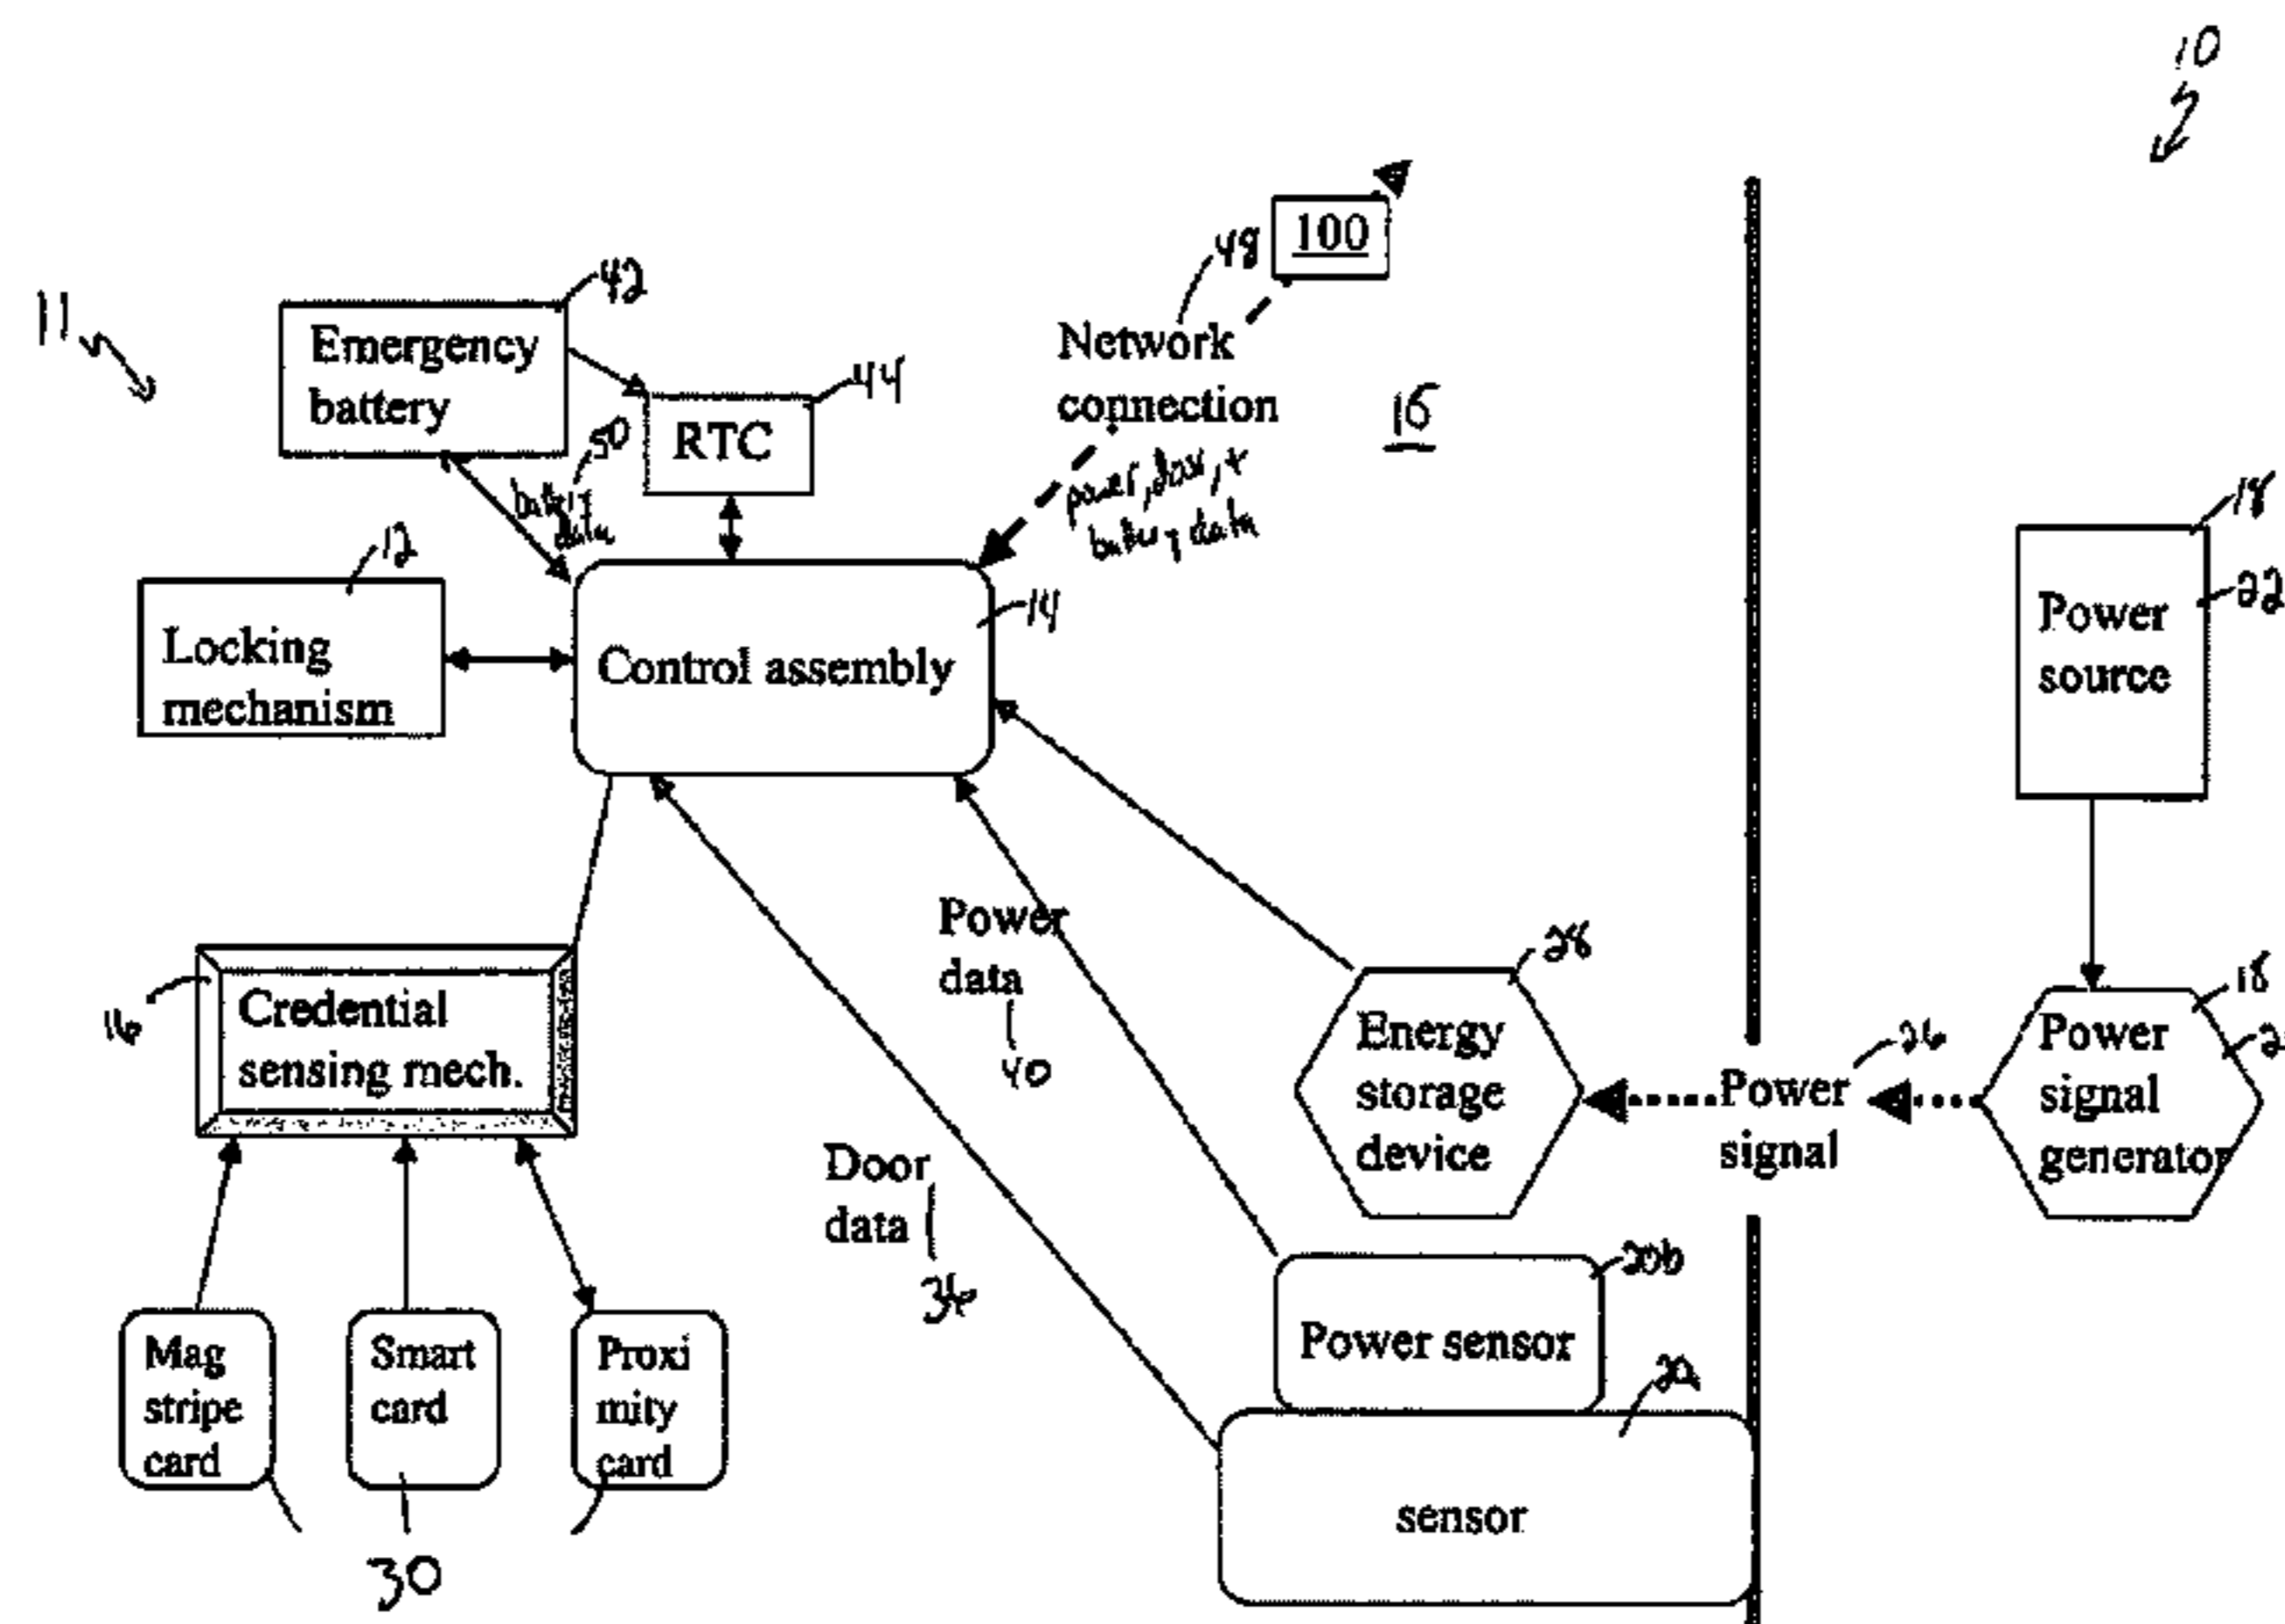 10
100
48
11
42
Emergency
battery
Network
connection
44
RTC
50
battery
data
power, door, +
battery data
12
Locking
mechanism
14
Control assembly
18
22
Power
source
Power
data
40
28
Energy
storage
device
26
Power
signal
18
Power
signal
generator
16
Credential
sensing mech.
Door
data
20b
Power sensor
sensor
Mag
stripe
card
Smart
card
Proxi
mity
card
30